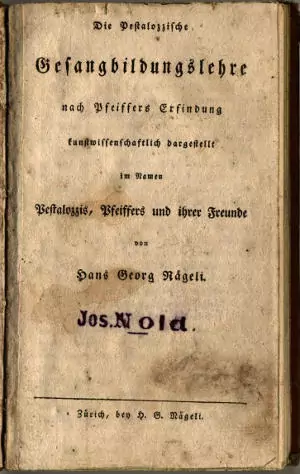 Die Pestalozzische
Gesangbildungslehre
nach Pfeiffers Erfindung
kunstwissenschaftlich dargestellt
im Namen
Pestalozzis, Pfeiffers und ihrer Freunde
von
Hans Georg Nägeli.
Jos. Nold.
Zürich, bey H. G. Nägeli.